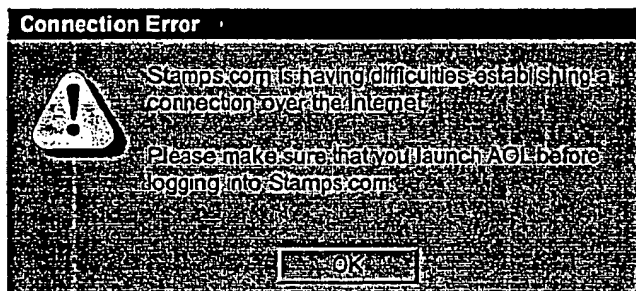 Connection Error
Stamps.com is having difficulties establishing a
connection over the Internet.
Please make sure that you launch AOL before
logging into Stamps.com.
OK